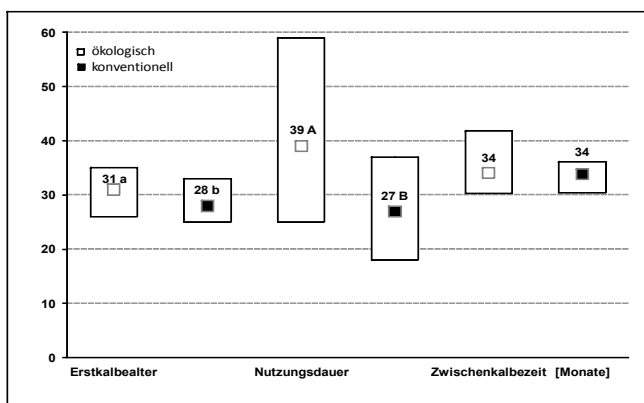 60
50
40
30
20
10
0
ökologisch
konventionell
31 a
28 b
39 A
27 B
34
34
Erstkalbealter Nutzungsdauer Zwischenkalbezeit [Monate]